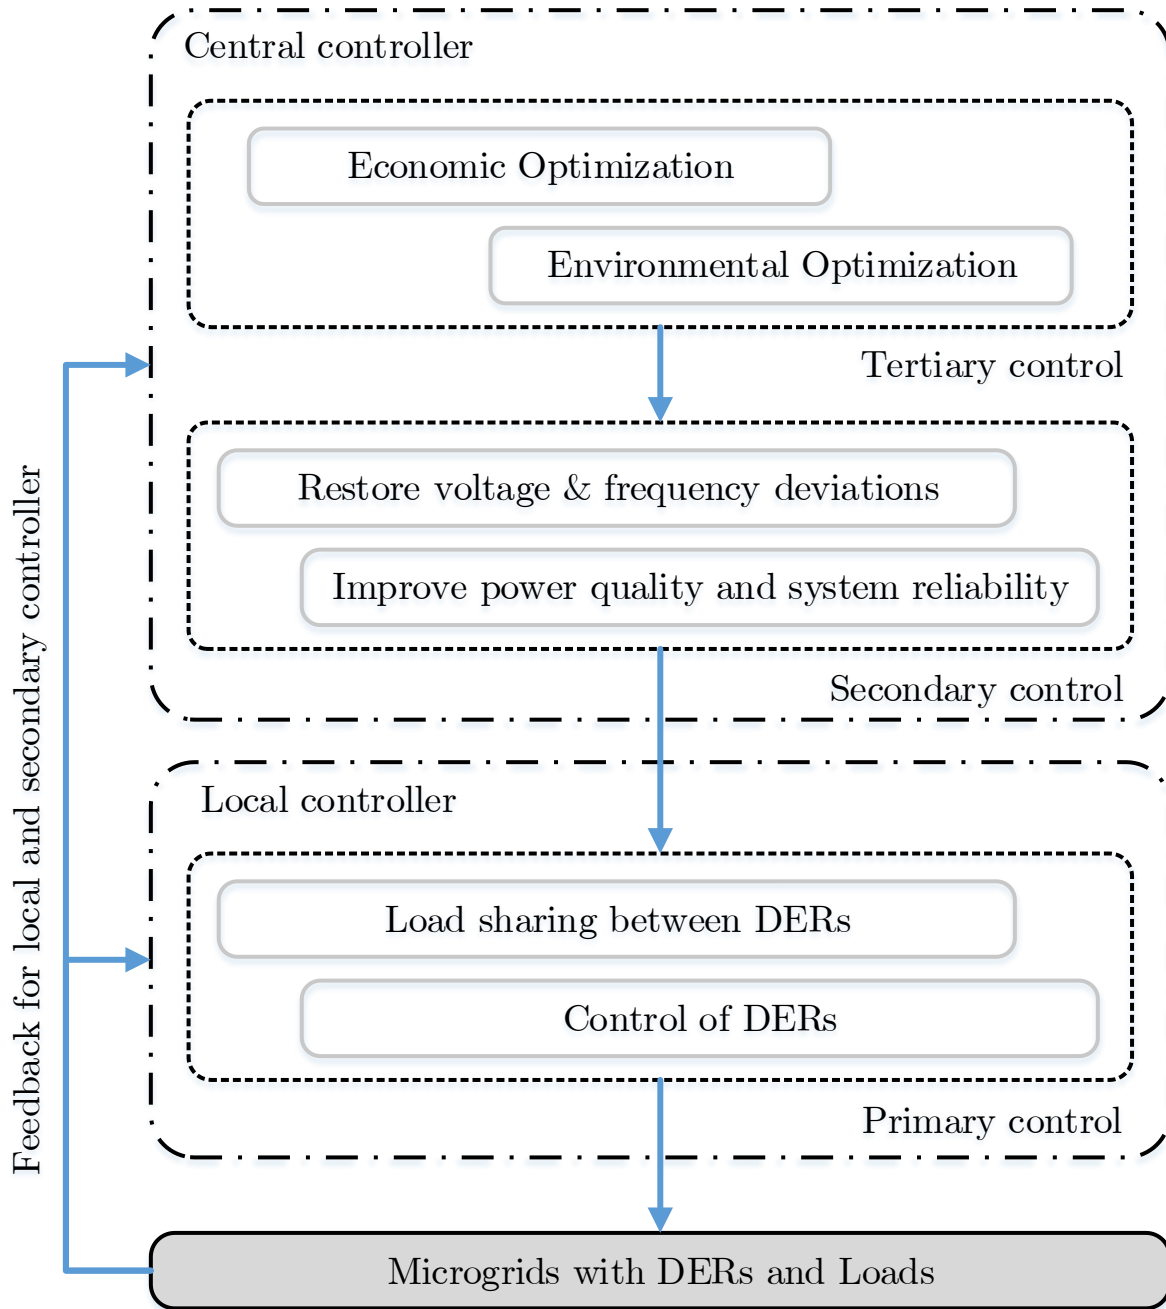 Central controller
Economic Optimization
Environmental Optimization
Tertiary control
Restore voltage & frequency deviations
Improve power quality and system reliability
Secondary control
Local controller
Load sharing between DERs
Control of DERs
Primary control
Microgrids with DERs and Loads
Feedback for local and secondary controller